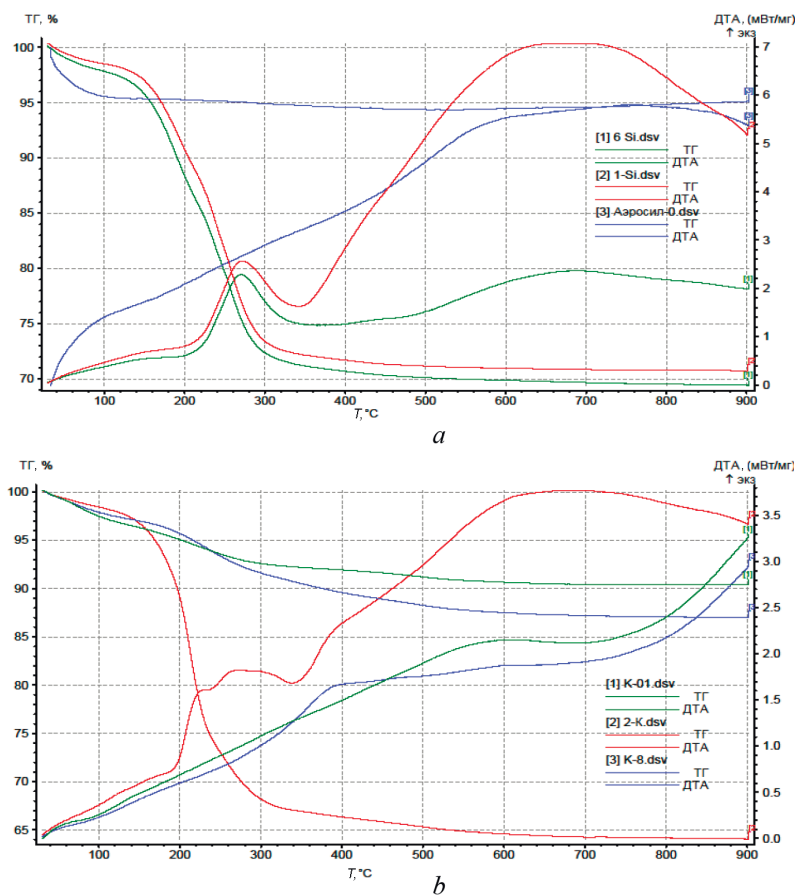 ТГ, %
ДТА, (мВт/мг)
↑ экз
100
95
90
85
80
75
70
7
6
5
4
3
2
1
0
[1] 6 Si.dsv
ТГ
ДТА
[2] 1-Si.dsv
ТГ
ДТА
[3] Аэросил-0.dsv
ТГ
ДТА
100 200 300 400 500 600 700 800 900
T, °C
a
ТГ, %
ДТА, (мВт/мг)
↑ экз
100
95
90
85
80
75
70
65
3.5
3.0
2.5
2.0
1.5
1.0
0.5
0.0
[1]
[1] K-01.dsv
ТГ
ДТА
[2] 2-K.dsv
ТГ
ДТА
[3] K-8.dsv
ТГ
ДТА
100 200 300 400 500 600 700 800 900
T, °C
b